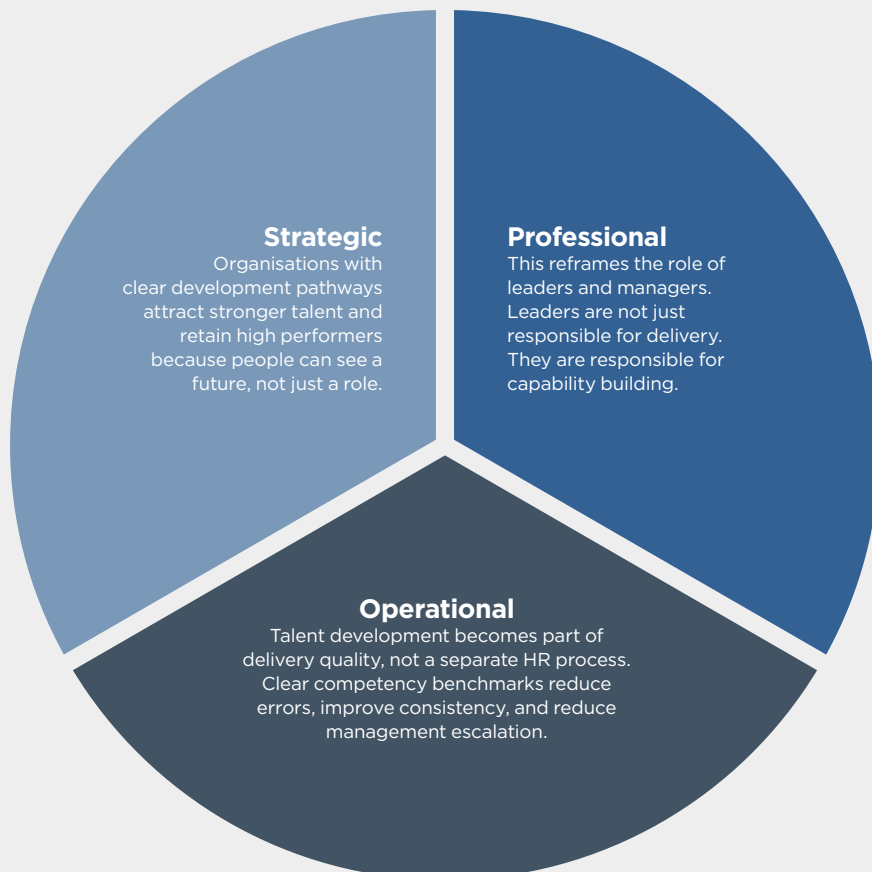 Strategic
Organisations with
clear development pathways
attract stronger talent and
retain high performers
because people can see a
future, not just a role.
Professional
This reframes the role of
leaders and managers.
Leaders are not just
responsible for delivery.
They are responsible for
capability building.
Operational
Talent development becomes part of
delivery quality, not a separate HR process.
Clear competency benchmarks reduce
errors, improve consistency, and reduce
management escalation.